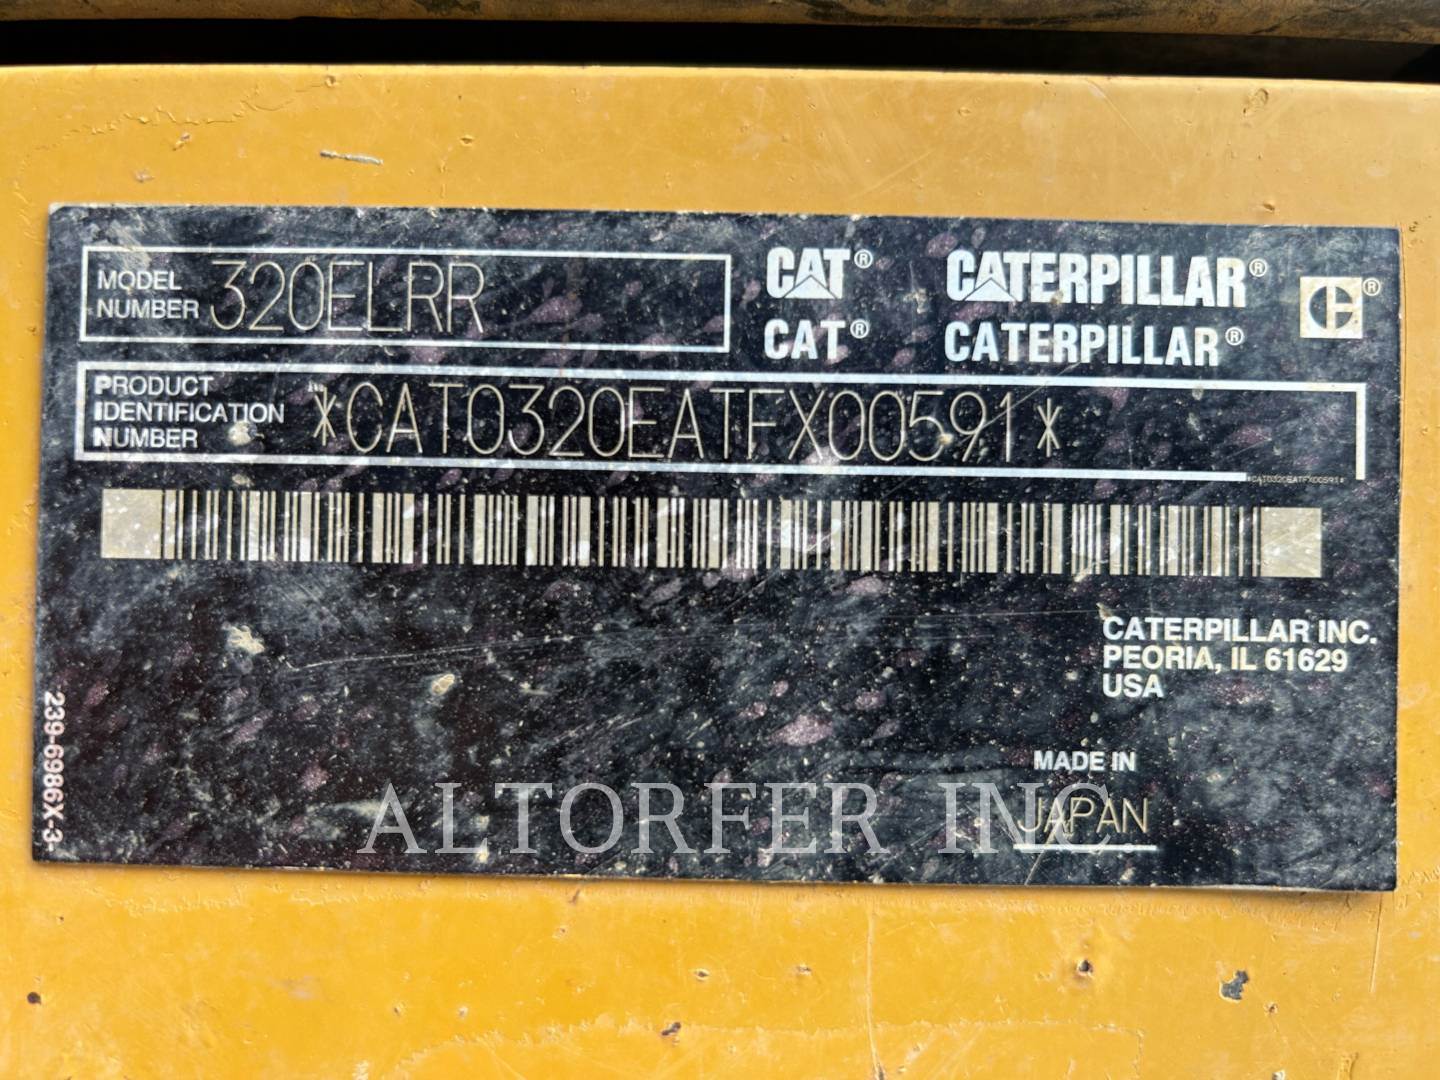 MODEL NUMBER 320ELRR
CAT® CATERPILLAR®
CAT® CATERPILLAR®
PRODUCT IDENTIFICATION NUMBER *CAT0320EATFX00591*
*CAT0320EATFX00591*
CATERPILLAR INC.
PEORIA, IL 61629
USA
MADE IN
JAPAN
239-6986X-3
ALTORFER INC